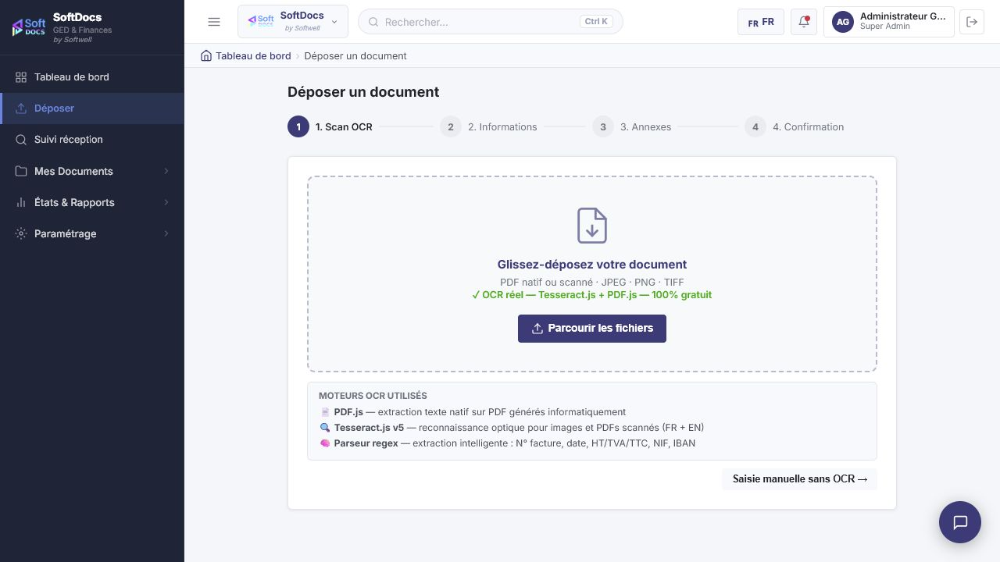 Soft
DOCS
SoftDocs
GED & Finances
by Softwell
Tableau de bord
Déposer
Suivi réception
Mes Documents
États & Rapports
Paramétrage
Soft
DOCS
SoftDocs
by Softwell
Rechercher...
Ctrl K
FR FR
AG
Administrateur G...
Super Admin
Tableau de bord › Déposer un document
Déposer un document
1 1. Scan OCR
2 2. Informations
3 3. Annexes
4 4. Confirmation
Glissez-déposez votre document
PDF natif ou scanné · JPEG · PNG · TIFF
✓ OCR réel — Tesseract.js + PDF.js — 100% gratuit
Parcourir les fichiers
MOTEURS OCR UTILISÉS
PDF.js — extraction texte natif sur PDF générés informatiquement
Tesseract.js v5 — reconnaissance optique pour images et PDFs scannés (FR + EN)
Parseur regex — extraction intelligente : N° facture, date, HT/TVA/TTC, NIF, IBAN
Saisie manuelle sans OCR →